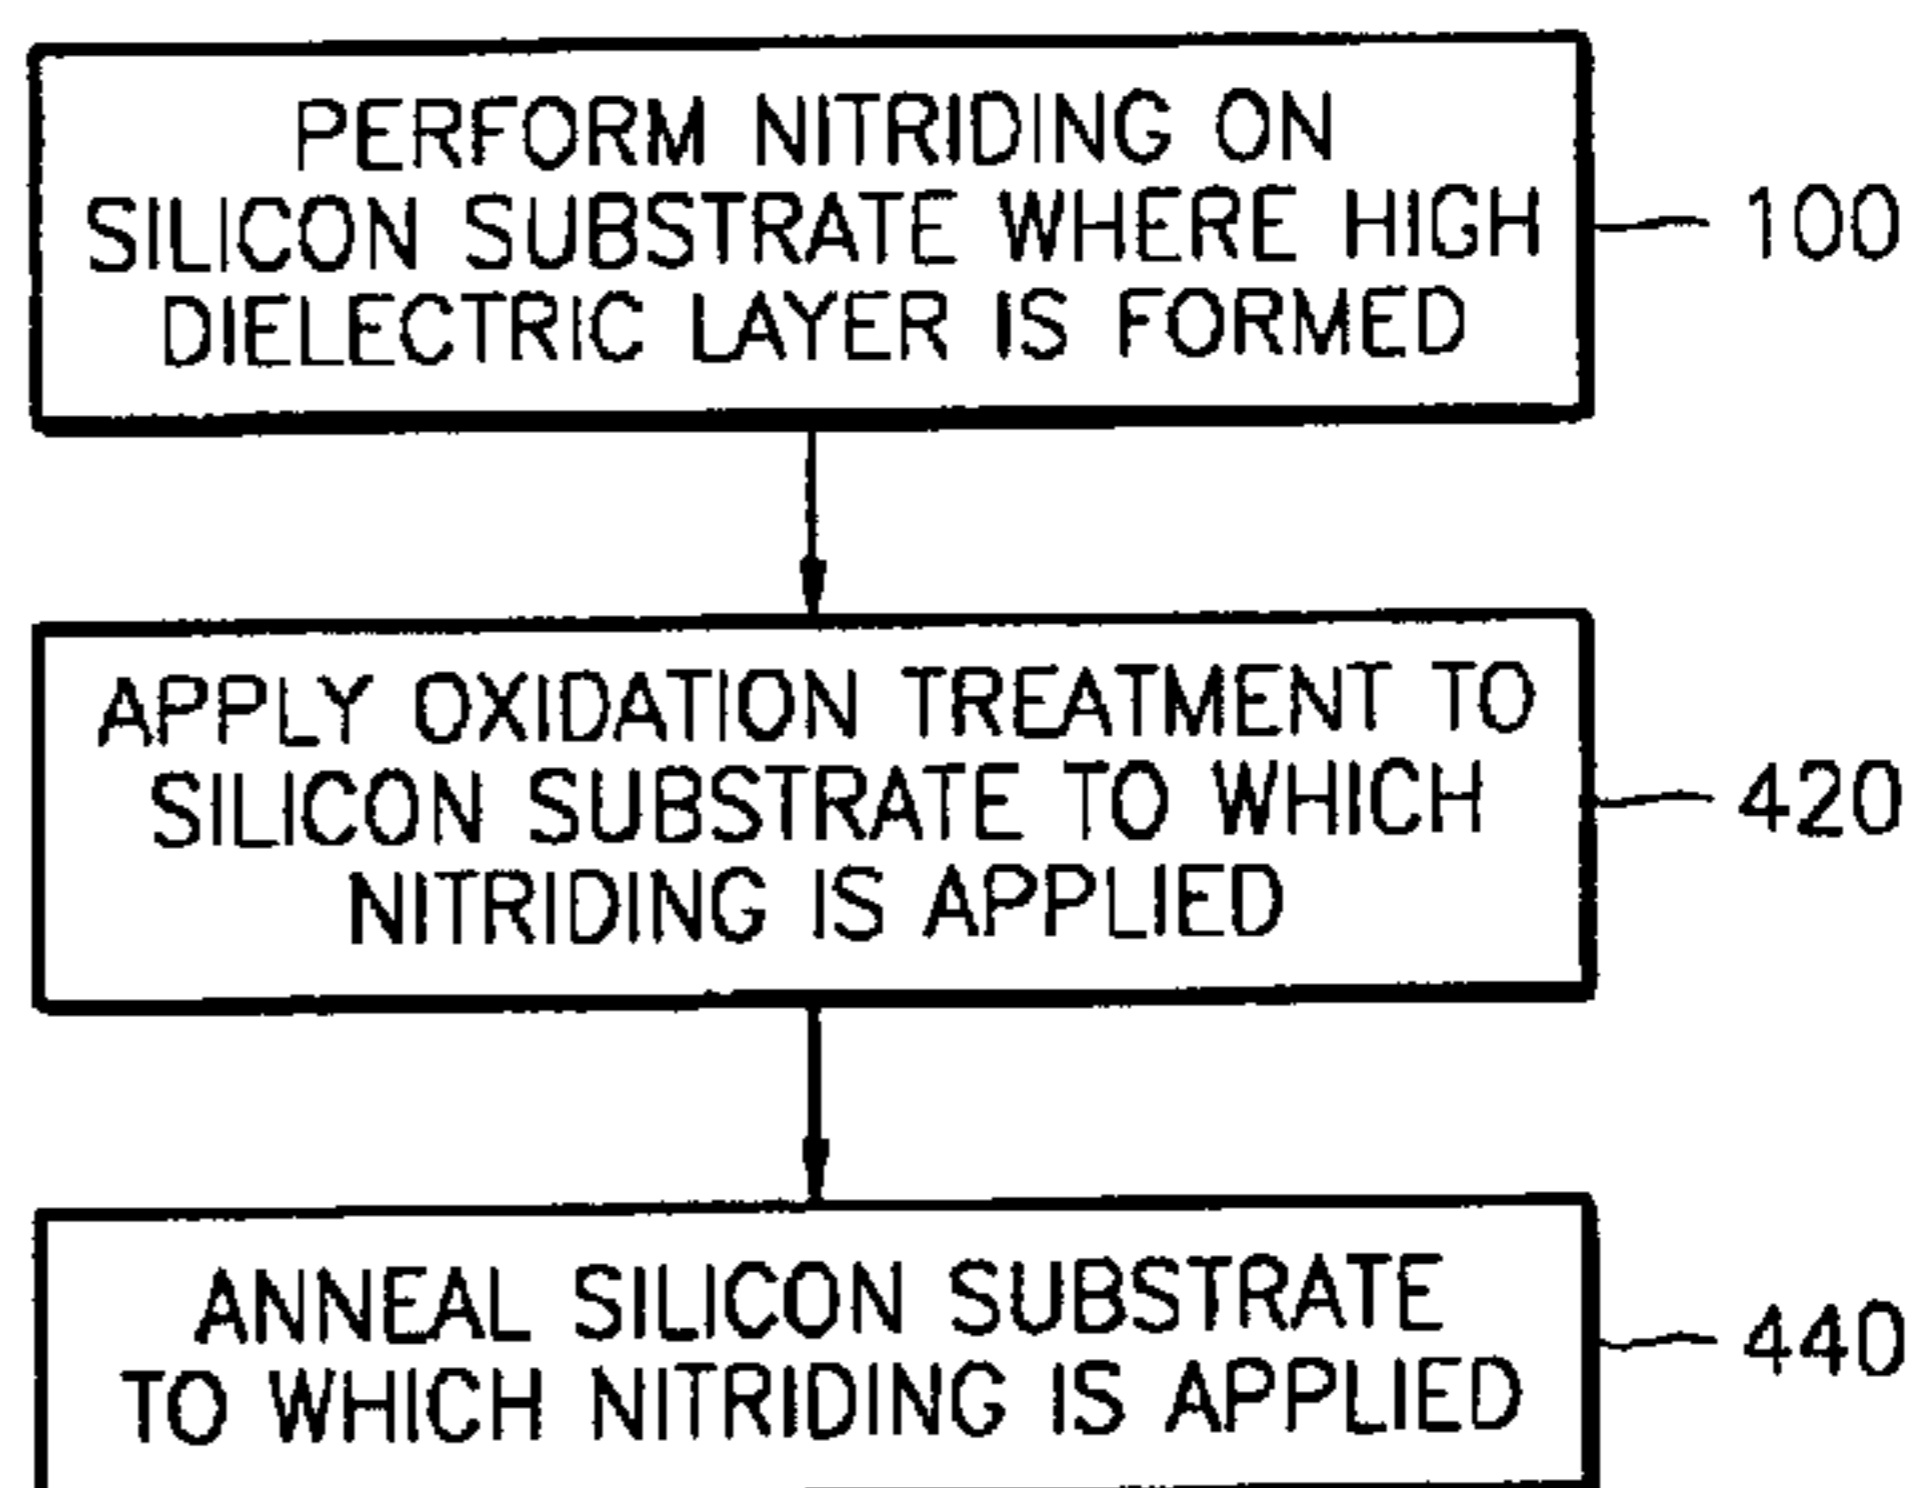 PERFORM NITRIDING ON
SILICON SUBSTRATE WHERE HIGH
DIELECTRIC LAYER IS FORMED
100
APPLY OXIDATION TREATMENT TO
SILICON SUBSTRATE TO WHICH
NITRIDING IS APPLIED
420
ANNEAL SILICON SUBSTRATE
TO WHICH NITRIDING IS APPLIED
440